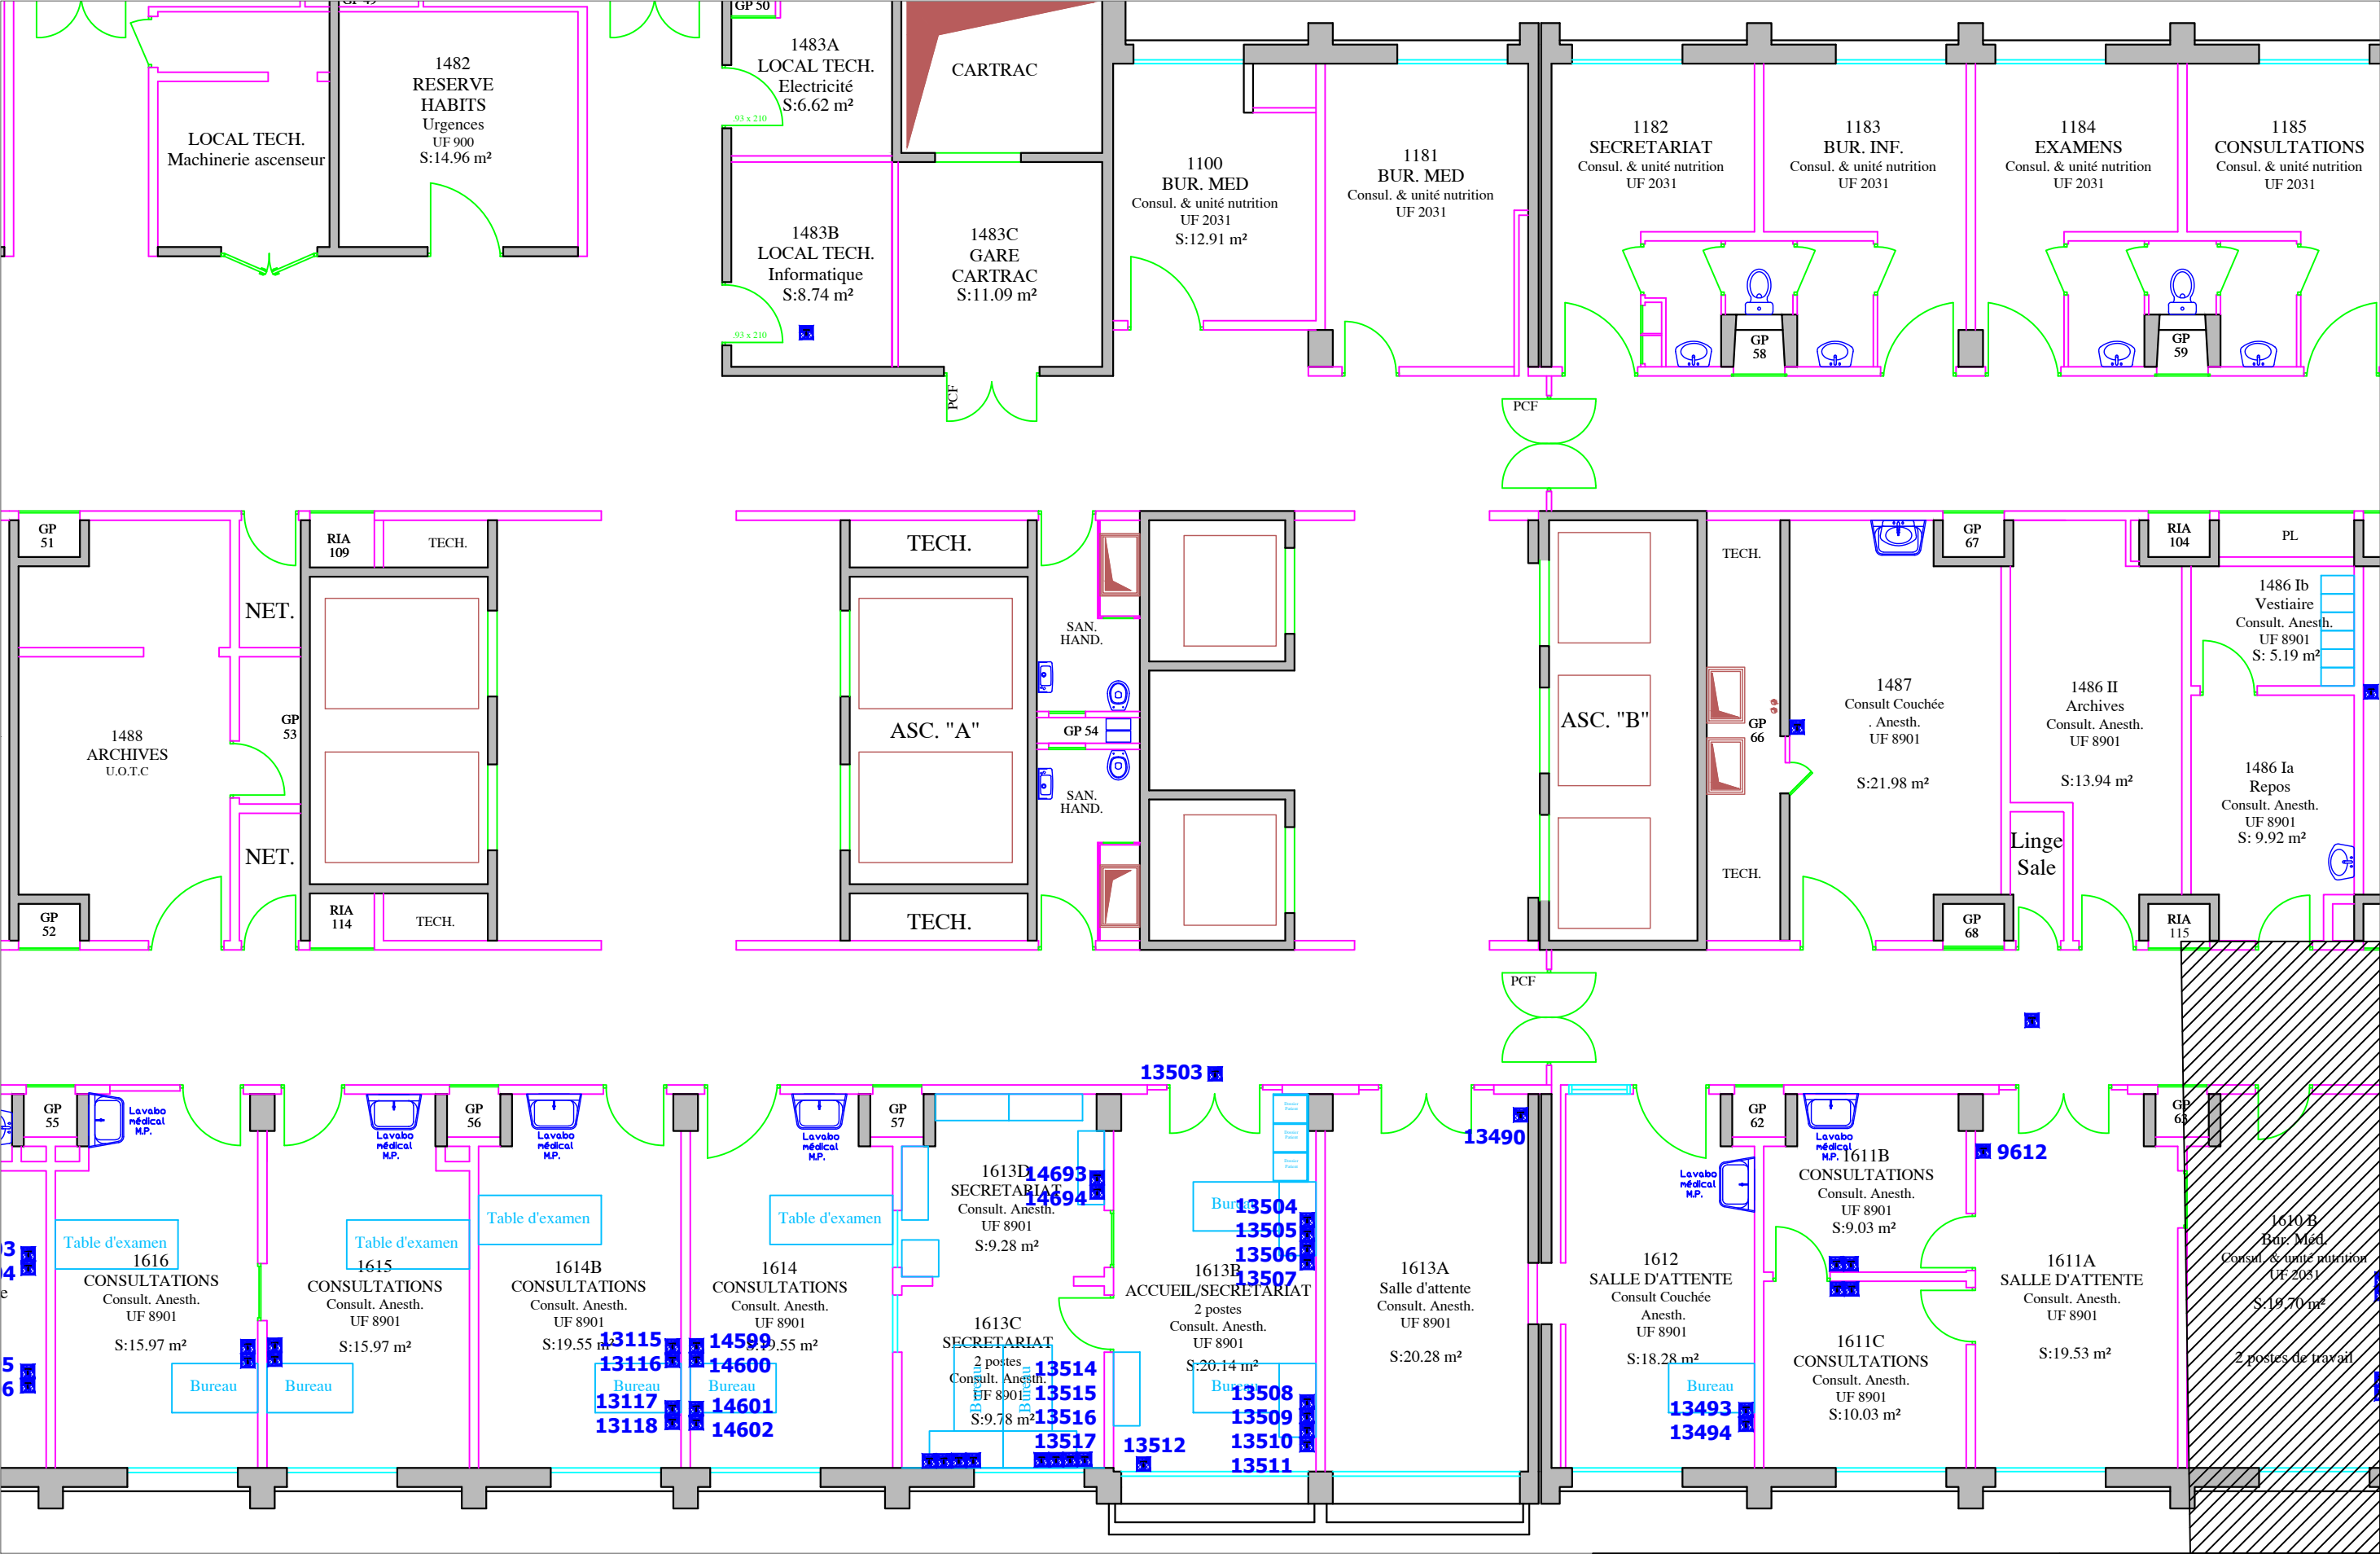 GP 50
1483A
LOCAL TECH.
Electricité
S:6.62 m²
.93 x 210
CARTRAC
1482
RESERVE
HABITS
Urgences
UF 900
S:14.96 m²
LOCAL TECH.
Machinerie ascenseur
1483B
LOCAL TECH.
Informatique
S:8.74 m²
.93 x 210
1483C
GARE
CARTRAC
S:11.09 m²
PCF
1100
BUR. MED
Consul. & unité nutrition
UF 2031
S:12.91 m²
1181
BUR. MED
Consul. & unité nutrition
UF 2031
1182
SECRETARIAT
Consul. & unité nutrition
UF 2031
1183
BUR. INF.
Consul. & unité nutrition
UF 2031
1184
EXAMENS
Consul. & unité nutrition
UF 2031
1185
CONSULTATIONS
Consul. & unité nutrition
UF 2031
GP
58
GP
59
PCF
GP
51
RIA
109
TECH.
NET.
GP
53
1488
ARCHIVES
U.O.T.C
NET.
GP
52
RIA
114
TECH.
TECH.
ASC. "A"
TECH.
SAN.
HAND.
GP 54
SAN.
HAND.
ASC. "B"
TECH.
GP
66
TECH.
1487
Consult Couchée
. Anesth.
UF 8901
S:21.98 m²
GP
67
GP
68
1486 II
Archives
Consult. Anesth.
UF 8901
S:13.94 m²
Linge
Sale
RIA
104
PL
1486 Ib
Vestiaire
Consult. Anesth.
UF 8901
S: 5.19 m²
1486 Ia
Repos
Consult. Anesth.
UF 8901
S: 9.92 m²
RIA
115
PCF
GP
55
Lavabo
médical
M.P.
Table d'examen
1616
CONSULTATIONS
Consult. Anesth.
UF 8901
S:15.97 m²
Bureau
Lavabo
médical
M.P.
GP
56
Table d'examen
1615
CONSULTATIONS
Consult. Anesth.
UF 8901
S:15.97 m²
Bureau
Lavabo
médical
M.P.
Table d'examen
1614B
CONSULTATIONS
Consult. Anesth.
UF 8901
S:19.55 m²
13115
13116
Bureau
13117
13118
Lavabo
médical
M.P.
GP
57
Table d'examen
1614
CONSULTATIONS
Consult. Anesth.
UF 8901
S:19.55 m²
14599
14600
Bureau
14601
14602
1613D
SECRETARIAT
Consult. Anesth.
UF 8901
S:9.28 m²
14693
14694
1613C
SECRETARIAT
2 postes
Consult. Anesth.
UF 8901
S:9.78 m²
Bureau
Bureau
13514
13515
13516
13517
13503
Bureau
13504
13505
13506
13507
1613B
ACCUEIL/SECRETARIAT
2 postes
Consult. Anesth.
UF 8901
S:20.14 m²
Bureau
13508
13509
13510
13511
13512
13490
1613A
Salle d'attente
Consult. Anesth.
UF 8901
S:20.28 m²
1612
SALLE D'ATTENTE
Consult Couchée
Anesth.
UF 8901
S:18.28 m²
Bureau
13493
13494
GP
62
Lavabo
médical
M.P.
Lavabo
médical
M.P.
1611B
CONSULTATIONS
Consult. Anesth.
UF 8901
S:9.03 m²
1611C
CONSULTATIONS
Consult. Anesth.
UF 8901
S:10.03 m²
9612
1611A
SALLE D'ATTENTE
Consult. Anesth.
UF 8901
S:19.53 m²
GP
63
1610 B
Bur. Méd.
Consul. & unité nutrition
UF 2031
S:19.70 m²
2 postes de travail